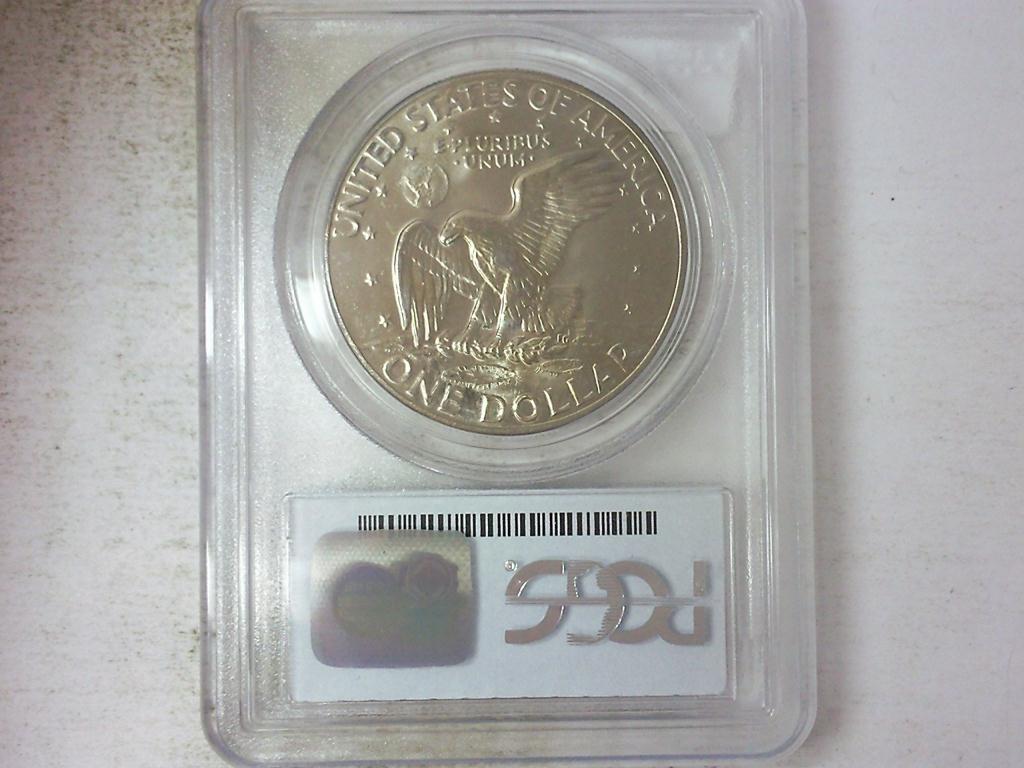 UNITED STATES OF AMERICA
E·PLURIBUS
·UNUM·
ONE DOLLAR
PCGS®